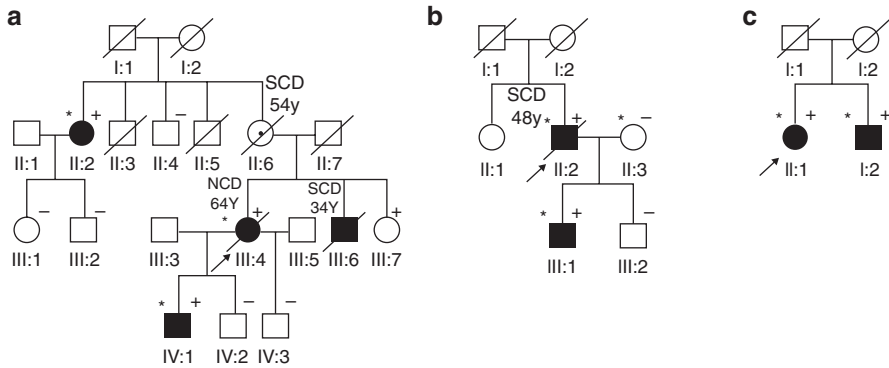 a
I:1 I:2
SCD
54y
* + –
II:1 II:2 II:3 II:4 II:5 II:6 II:7
NCD SCD
64Y 34Y
– – * + +
III:1 III:2 III:3 III:4 III:5 III:6 III:7
* + – –
IV:1 IV:2 IV:3
b
I:1 I:2
SCD
48y
* + * –
II:1 II:2 II:3
* + –
III:1 III:2
c
I:1 I:2
* + * +
II:1 I:2